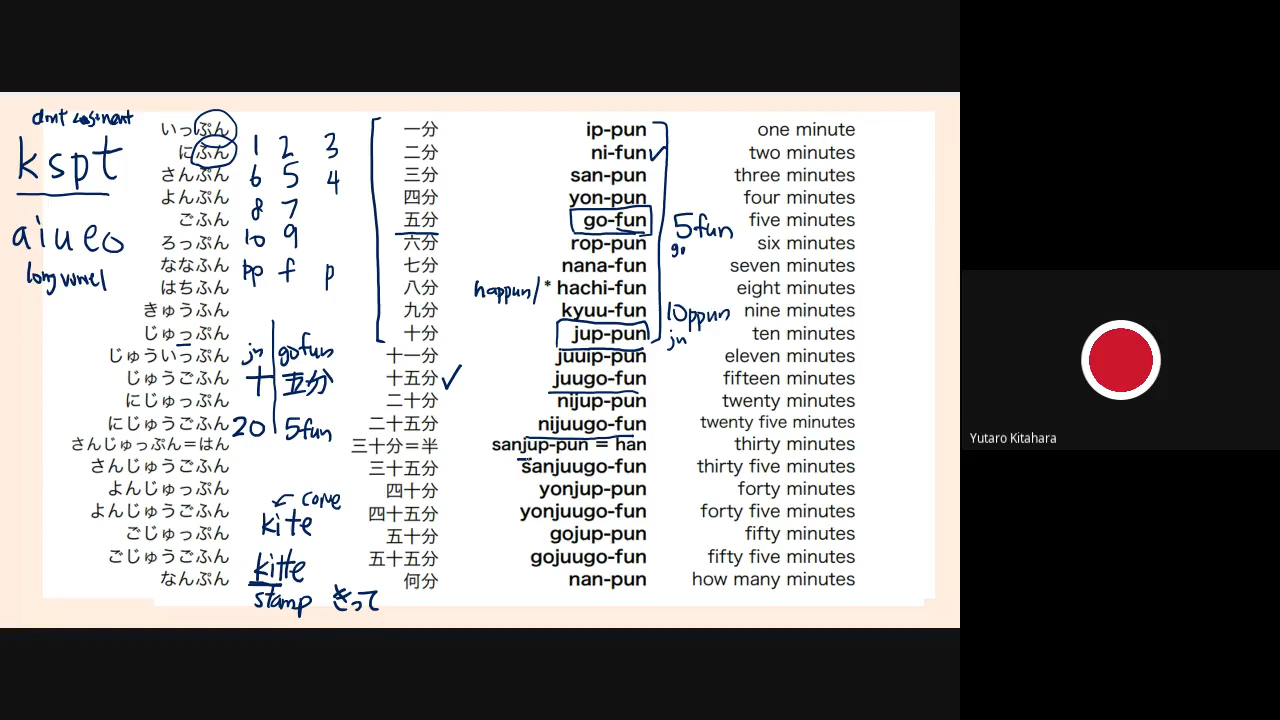 dout consonant
kspt
aiueo
long vowel
いっぷん 一分 ip-pun one minute
にふん 二分 ni-fun one two minutes
さんぷん 三分 san-pun three minutes
よんぷん 四分 yon-pun four minutes
ごふん 五分 go-fun five minutes
ろっぷん 六分 rop-pun six minutes
ななふん 七分 nana-fun seven minutes
はちふん 八分 * hachi-fun eight minutes
きゅうふん 九分 kyuu-fun nine minutes
じゅっぷん 十分 jup-pun ten minutes
じゅういっぷん 十一分 juuip-pun eleven minutes
じゅうごふん 十五分 juugo-fun fifteen minutes
にじゅっぷん 二十分 nijup-pun twenty minutes
にじゅうごふん 二十五分 nijuugo-fun twenty five minutes
さんじゅっぷん＝はん 三十分＝半 sanjup-pun = han thirty minutes
さんじゅうごふん 三十五分 sanjuugo-fun thirty five minutes
よんじゅっぷん 四十分 yonjup-pun forty minutes
よんじゅうごふん 四十五分 yonjuugo-fun forty five minutes
ごじゅっぷん 五十分 gojup-pun fifty minutes
ごじゅうごふん 五十五分 gojuugo-fun fifty five minutes
なんぷん 何分 nan-pun how many minutes
1 2 3
6 5 4
8 7
10 9
pp f p
ju gofun
十 五分
20 5fun
← come
kite
kitte
stamp きって
happun/
5fun
go
10ppun
ju
Yutaro Kitahara